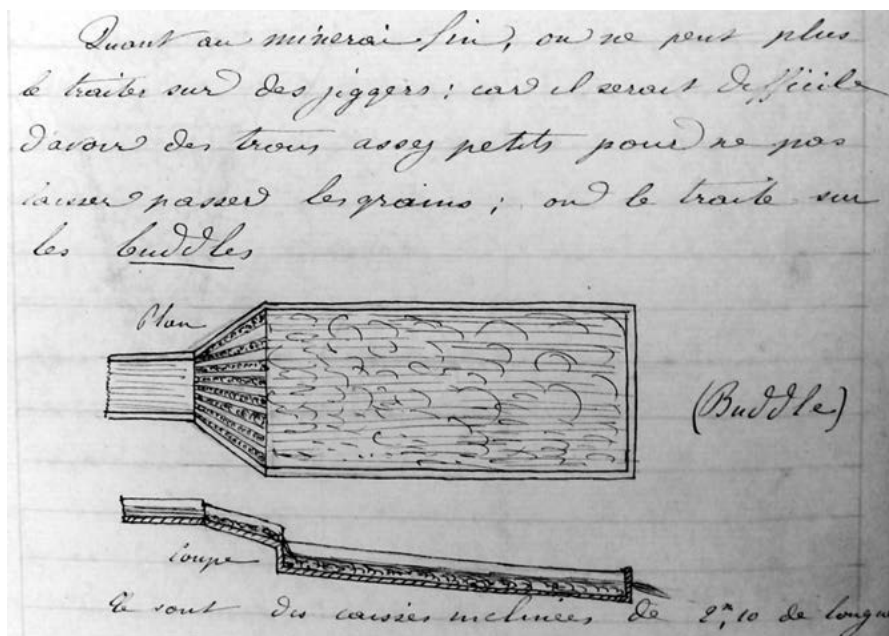 Quant au minerai fin, on ne peut plus
le traiter sur des jiggers; car il serait difficile
d'avoir des trous assez petits pour ne pas
laisser passer les grains; on le traite sur
les buddles
Plan
(Buddle)
Coupe
Ce sont des caisses inclinées de 2m,10 de longu